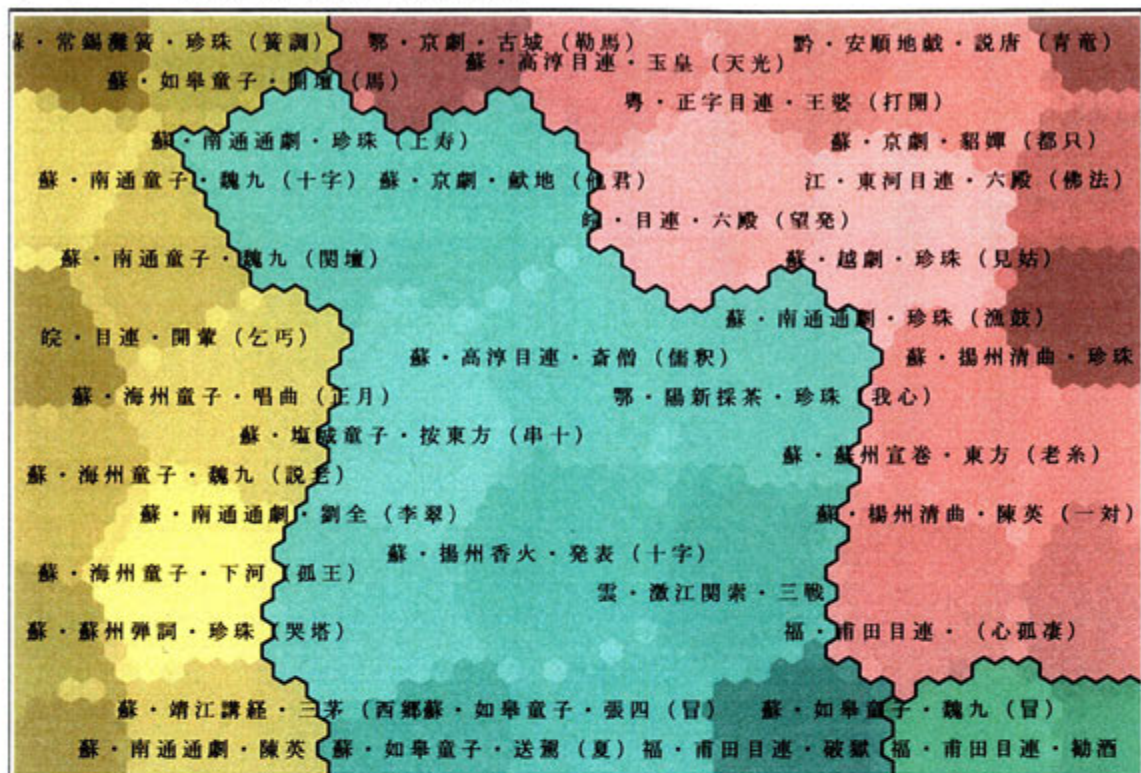 蘇・常錫灘簧・珍珠（簧調）
鄂・京劇・古城（勒馬）
黔・安順地戯・説唐（青竜）
蘇・高淳目連・玉皇（天光）
蘇・如皋童子・開壇（馬）
粤・正字目連・王婆（打開）
蘇・南通通劇・珍珠（上寿）
蘇・京劇・貂嬋（都只）
蘇・南通童子・魏九（十字）
蘇・京劇・献地（他君）
江・東河目連・六殿（佛法）
皖・目連・六殿（望発）
蘇・南通童子・魏九（関壇）
蘇・越劇・珍珠（見姑）
蘇・南通通劇・珍珠（漁鼓）
皖・目連・開葷（乞丐）
蘇・高淳目連・斎僧（儒釈）
蘇・揚州清曲・珍珠
蘇・海州童子・唱曲（正月）
鄂・陽新採茶・珍珠（我心）
蘇・塩城童子・按東方（串十）
蘇・蘇州宣巻・東方（老糸）
蘇・海州童子・魏九（説老）
蘇・南通通劇・劉全（李翠）
蘇・楊州清曲・陳英（一対）
蘇・揚州香火・発表（十字）
蘇・海州童子・下河（孤王）
雲・澂江関索・三戦
蘇・蘇州弾詞・珍珠（哭塔）
福・甫田目連・（心孤凄）
蘇・靖江講経・三茅（西郷
蘇・如皋童子・張四（冒）
蘇・如皋童子・魏九（冒）
蘇・南通通劇・陳英
蘇・如皋童子・送駕（夏）
福・甫田目連・破獄
福・甫田目連・勧酒